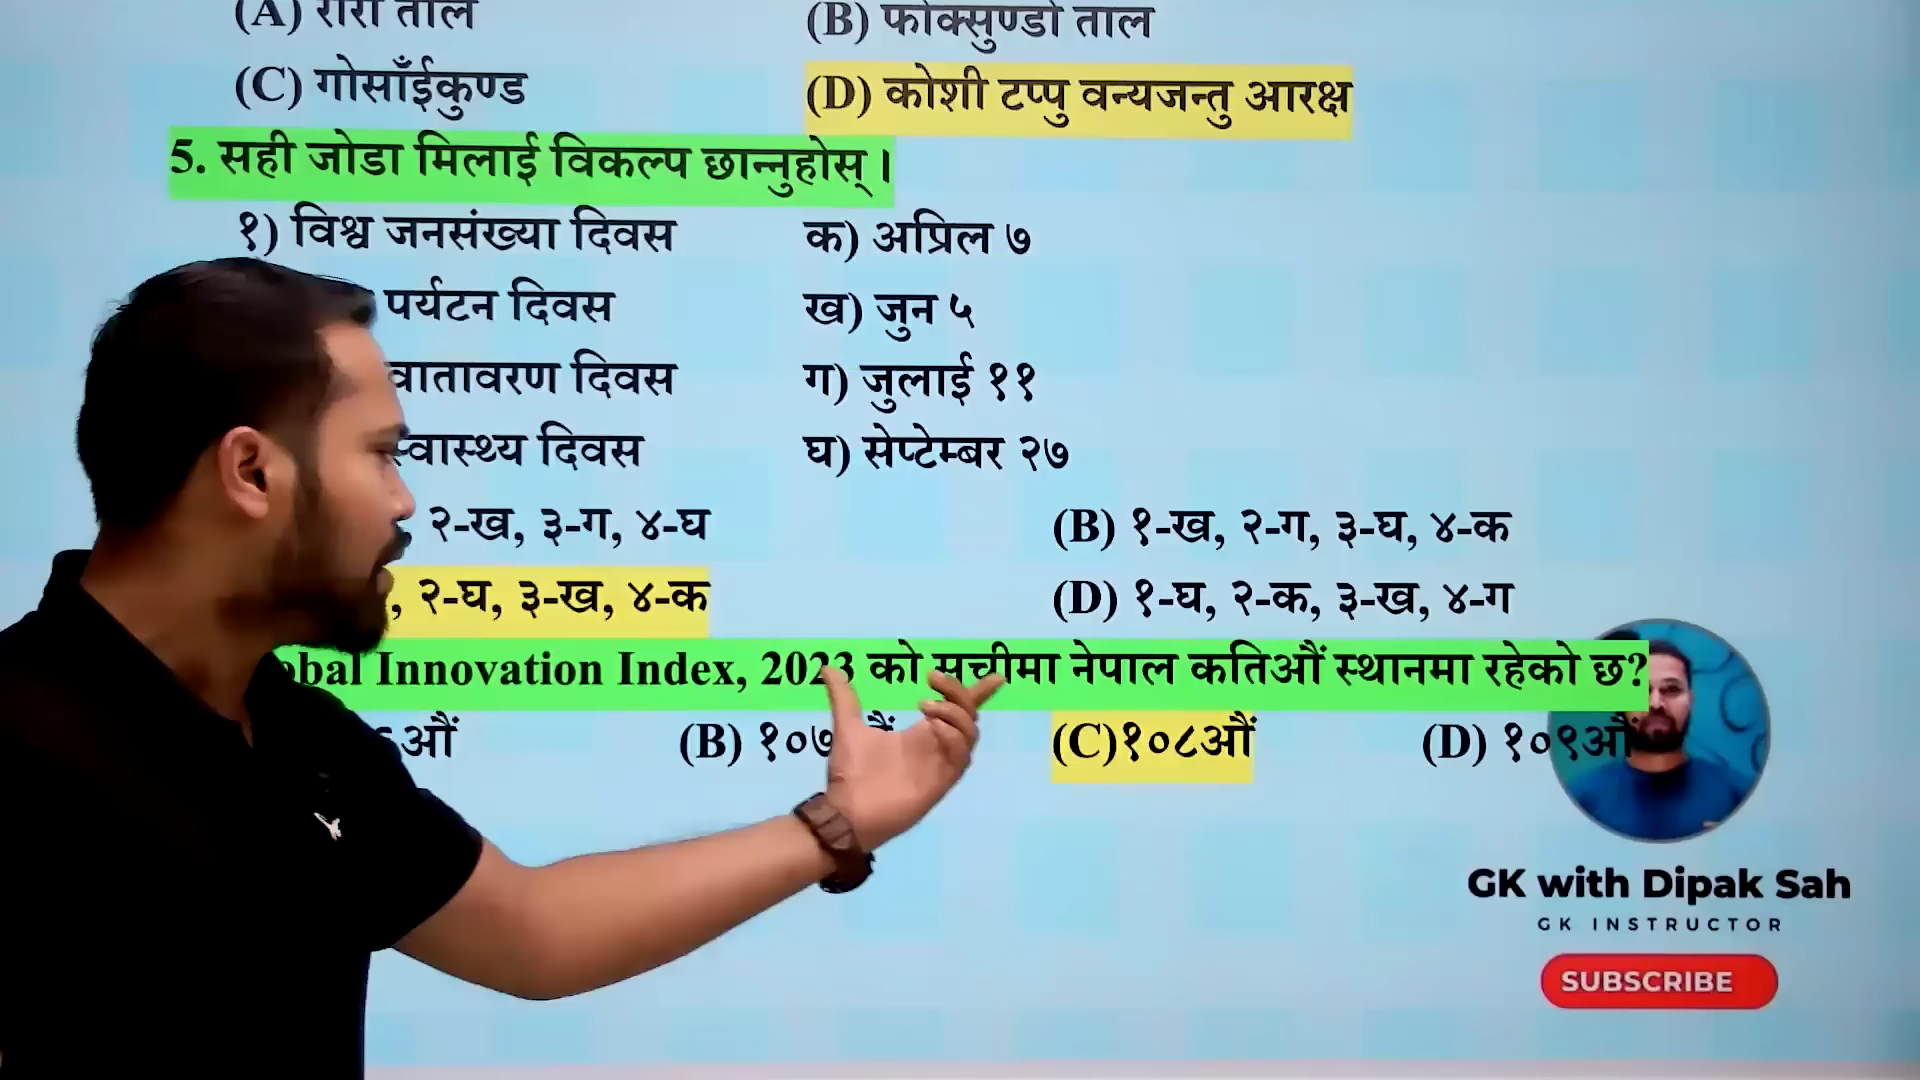 (A) रारा ताल (B) फोक्सुण्डो ताल
(C) गोसाँईकुण्ड (D) कोशी टप्पु वन्यजन्तु आरक्ष
5. सही जोडा मिलाई विकल्प छान्नुहोस् ।
१) विश्व जनसंख्या दिवस क) अप्रिल ७
पर्यटन दिवस ख) जुन ५
वातावरण दिवस ग) जुलाई ११
स्वास्थ्य दिवस घ) सेप्टेम्बर २७
, २-ख, ३-ग, ४-घ (B) १-ख, २-ग, ३-घ, ४-क
, २-घ, ३-ख, ४-क (D) १-घ, २-क, ३-ख, ४-ग
Innovation Index, 2023 को सूचीमा नेपाल कतिऔं स्थानमा रहेको छ?
(B) (C)१०८औं (D) १०९औं
GK with Dipak Sah
GK INSTRUCTOR
SUBSCRIBE